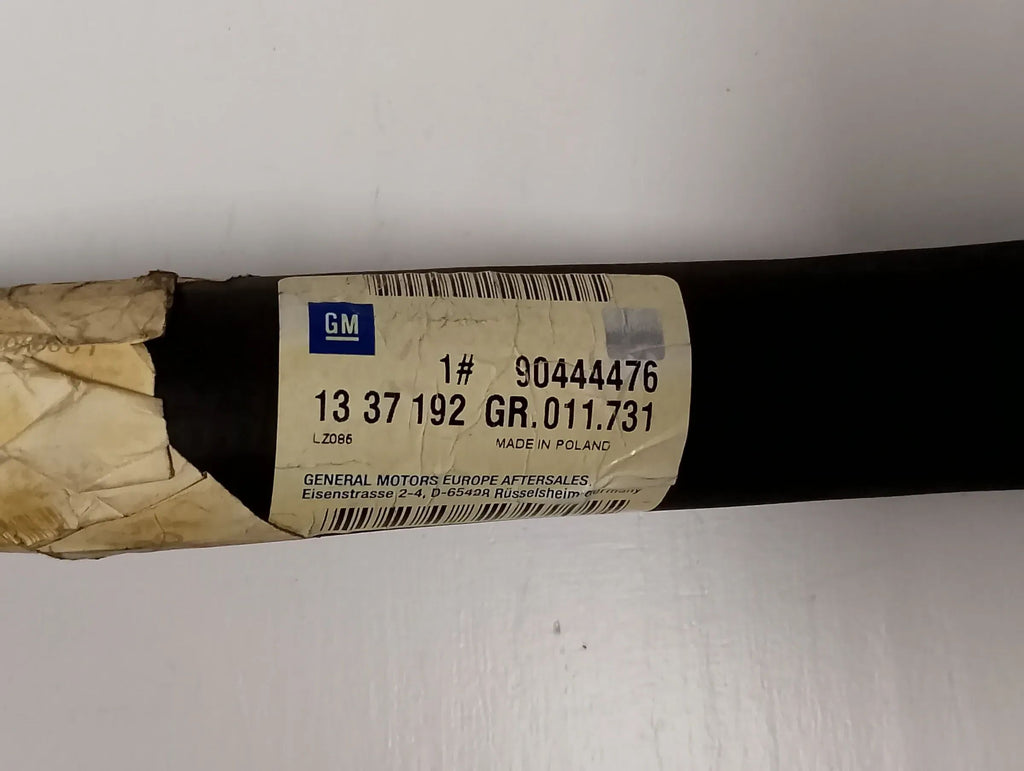 GM
1# 90444476
13 37 192 GR. 011.731
LZ086
MADE IN POLAND
GENERAL MOTORS EUROPE AFTERSALES,
Eisenstrasse 2-4, D-65428 Rüsselsheim Germany